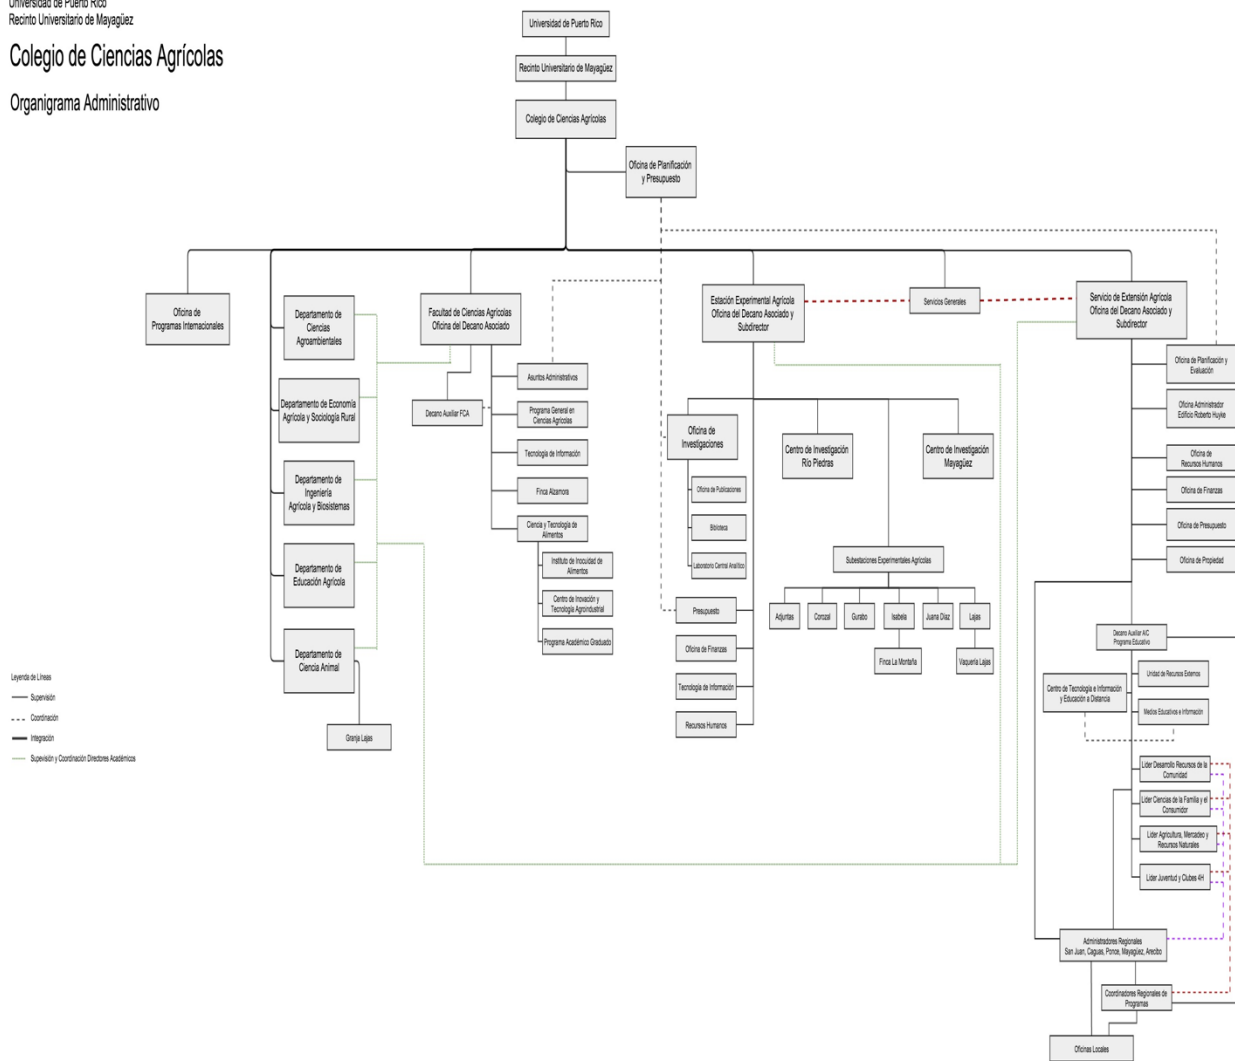 Universidad de Puerto Rico
Recinto Universitario de Mayagüez
Colegio de Ciencias Agrícolas
Organigrama Administrativo
Universidad de Puerto Rico
Recinto Universitario de Mayagüez
Colegio de Ciencias Agrícolas
Oficina de Planificación
y Presupuesto
Oficina de
Programas Internacionales
Departamento de
Ciencias
Agroambientales
Departamento de Economía
Agrícola y Sociología Rural
Departamento de
Ingeniería
Agrícola y Biosistemas
Departamento de
Educación Agrícola
Departamento de
Ciencia Animal
Granja Lajas
Facultad de Ciencias Agrícolas
Oficina del Decano Asociado
Decano Auxiliar FCA
Asuntos Administrativos
Programa General en
Ciencias Agrícolas
Tecnología de Información
Finca Alzamora
Ciencia y Tecnología de
Alimentos
Instituto de Inocuidad de
Alimentos
Centro de Inovación y
Tecnología Agroindustrial
Programa Académico Graduado
Estación Experimental Agrícola
Oficina del Decano Asociado y
Subdirector
Oficina de
Investigaciones
Oficina de Publicaciones
Biblioteca
Laboratorio Central Analítico
Presupuesto
Oficina de Finanzas
Tecnología de Información
Recursos Humanos
Centro de Investigación
Río Piedras
Centro de Investigación
Mayagüez
Subestaciones Experimentales Agrícolas
Adjuntas
Corozal
Gurabo
Isabela
Juana Díaz
Lajas
Finca La Montaña
Vaquería Lajas
Servicios Generales
Servicio de Extensión Agrícola
Oficina del Decano Asociado y
Subdirector
Oficina de Planificación y
Evaluación
Oficina Administrador
Edificio Roberto Huyke
Oficina de
Recursos Humanos
Oficina de Finanzas
Oficina de Presupuesto
Oficina de Propiedad
Decano Auxiliar A/C
Programa Educativo
Unidad de Recursos Externos
Centro de Tecnología e Información
y Educación a Distancia
Medios Educativos e Información
Líder Desarrollo Recursos de la
Comunidad
Líder Ciencias de la Familia y el
Consumidor
Líder Agricultura, Mercadeo y
Recursos Naturales
Líder Juventud y Clubes 4H
Administradores Regionales
San Juan, Caguas, Ponce, Mayagüez, Arecibo
Coordinadores Regionales de
Programas
Oficinas Locales
Leyenda de Líneas
Supervisión
Coordinación
Integración
Supevisión y Coordinación Directores Académicos